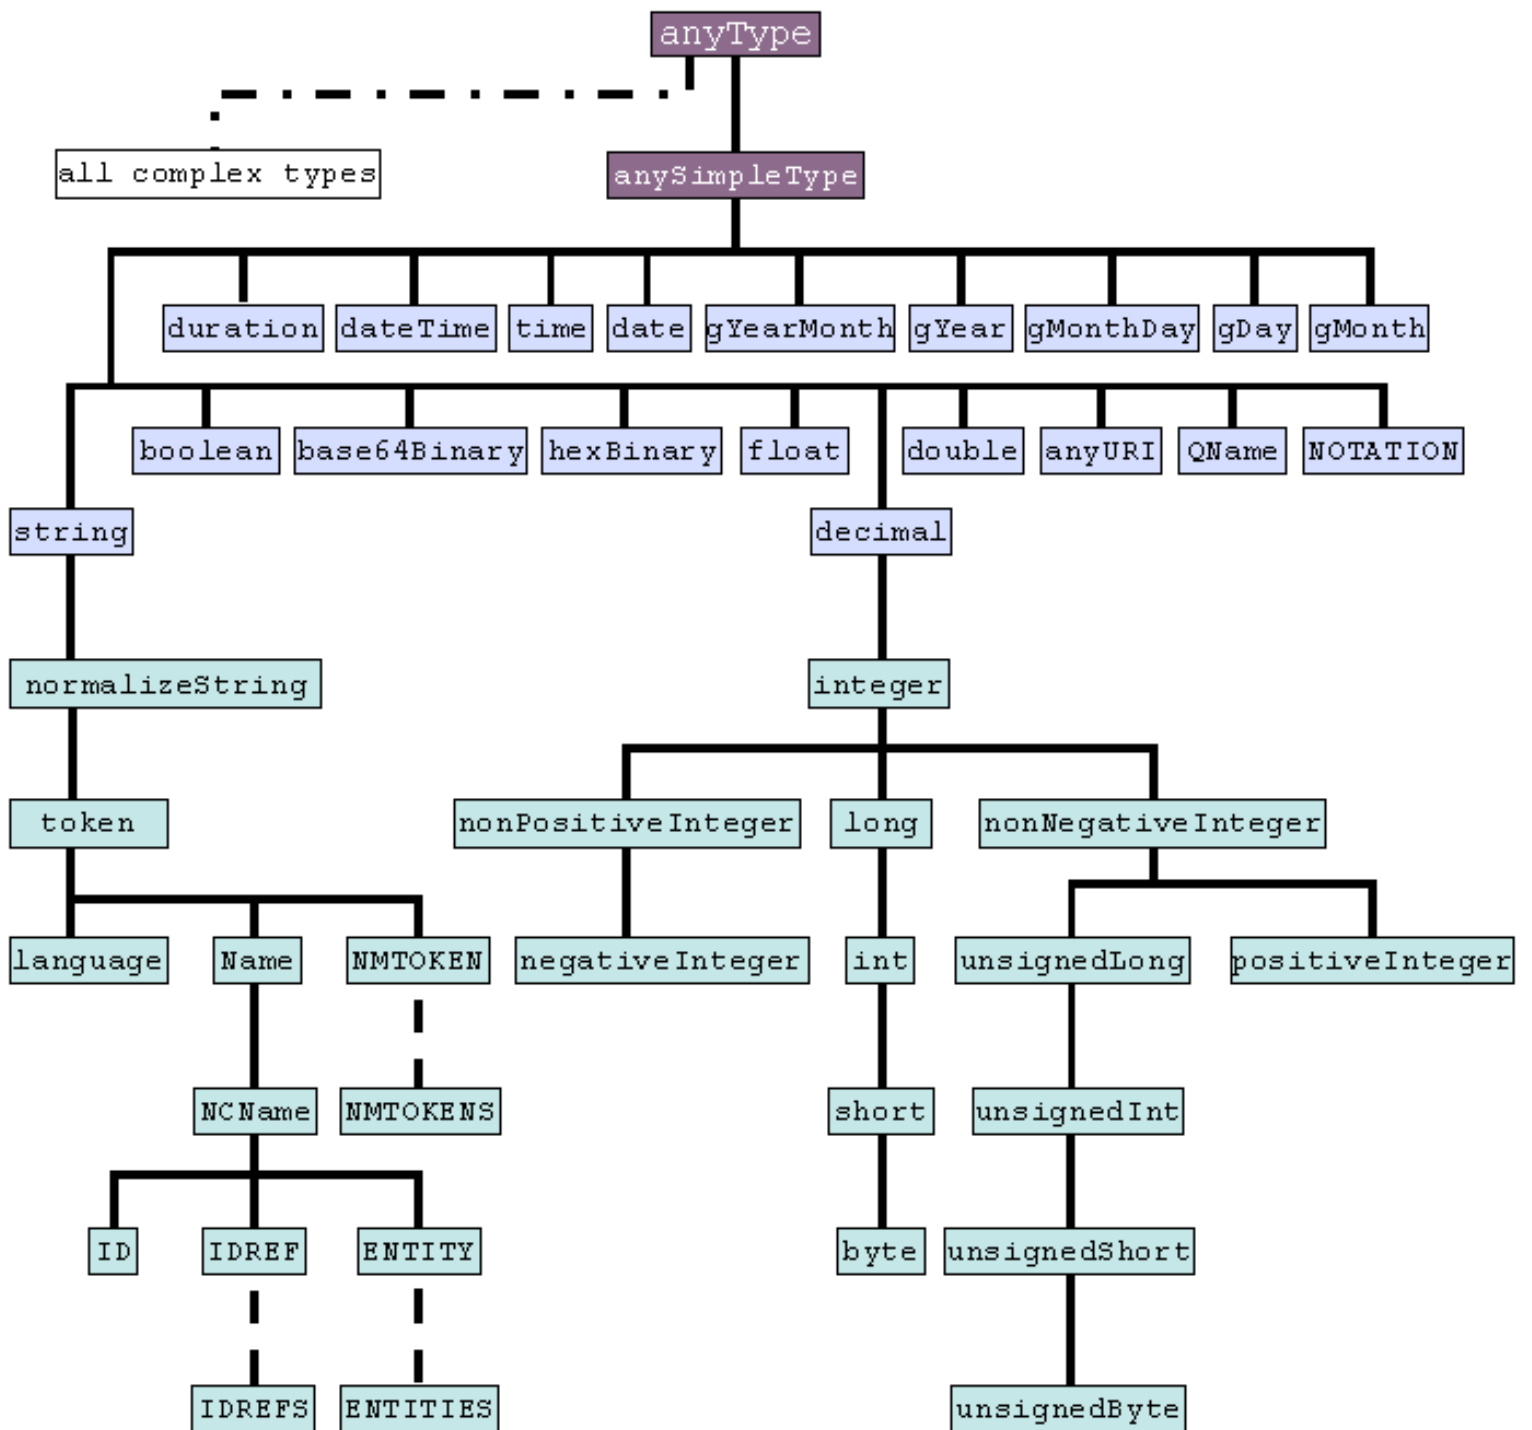 anyType
all complex types
anySimpleType
duration dateTime time date gYearMonth gYear gMonthDay gDay gMonth
boolean base64Binary hexBinary float double anyURI QName NOTATION
string decimal
normalizeString integer
token nonPositiveInteger long nonNegativeInteger
language Name NMTOKEN negativeInteger int unsignedLong positiveInteger
NCName NMTOKENS short unsignedInt
ID IDREF ENTITY byte unsignedShort
IDREFS ENTITIES unsignedByte